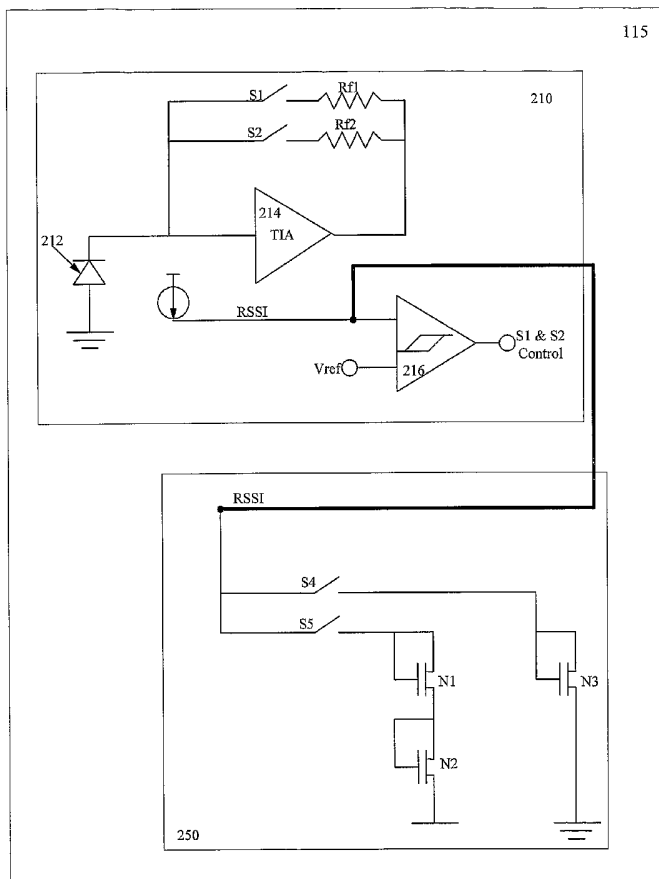 115
210
S1
Rf1
S2
Rf2
214
TIA
212
RSSI
S1 & S2
Control
Vref
216
RSSI
S4
S5
N1
N3
N2
250